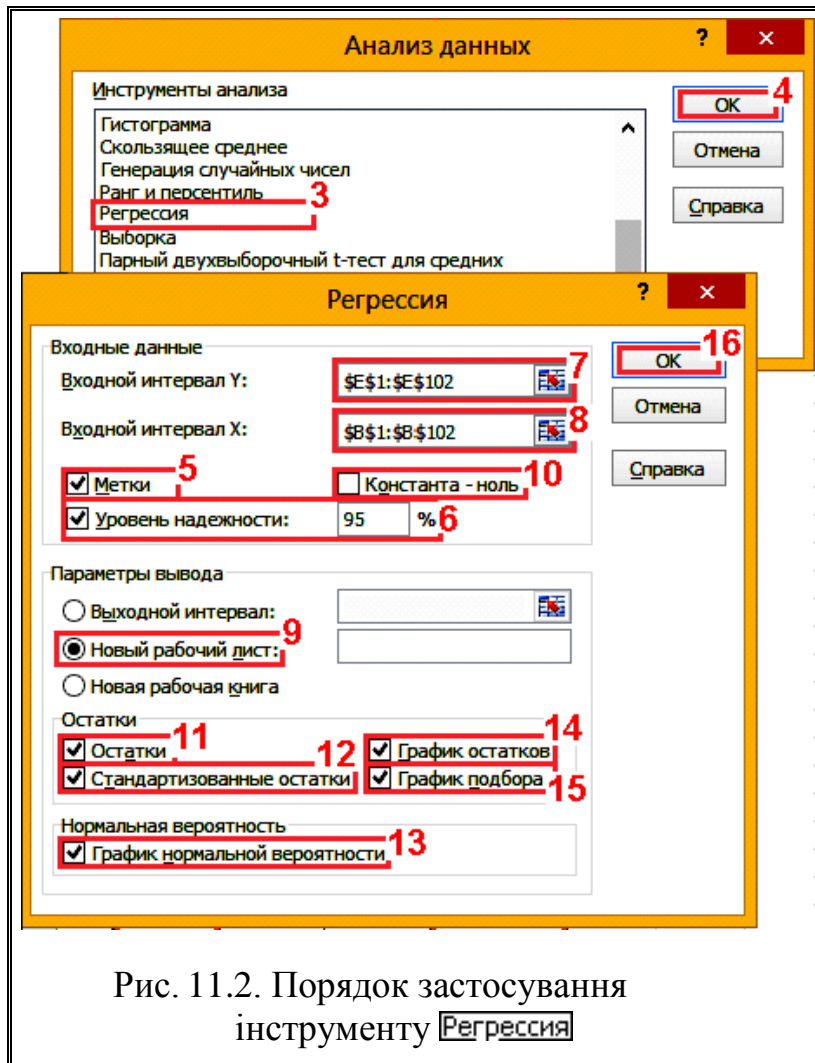 Анализ данных ? ×
Инструменты анализа
Гистограмма
Скользящее среднее
Генерация случайных чисел
Ранг и персентиль
3
Регрессия
Выборка
Парный двухвыборочный t-тест для средних
ОК 4
Отмена
Справка
Регрессия ? ×
Входные данные
Входной интервал Y: $E$1:$E$102 7
Входной интервал X: $B$1:$B$102 8
Метки 5
Константа - ноль 10
Уровень надежности: 95 % 6
ОК 16
Отмена
Справка
Параметры вывода
Выходной интервал:
Новый рабочий лист: 9
Новая рабочая книга
Остатки
Остатки 11
График остатков 14
Стандартизованные остатки 12
График подбора 15
Нормальная вероятность
График нормальной вероятности 13
Рис. 11.2. Порядок застосування
інструменту Регрессия